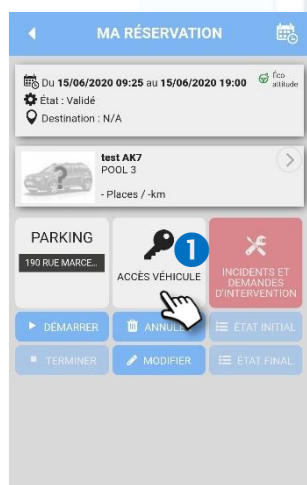 MA RÉSERVATION
Du 15/06/2020 09:25 au 15/06/2020 19:00
Éco
attitude
État : Validé
Destination : N/A
test AK7
POOL 3
?
- Places / -km
PARKING
190 RUE MARCE...
1
ACCÈS VÉHICULE
INCIDENTS ET
DEMANDES
D'INTERVENTION
DÉMARRER
ÉTAT INITIAL
TERMINER
MODIFIER
ÉTAT FINAL